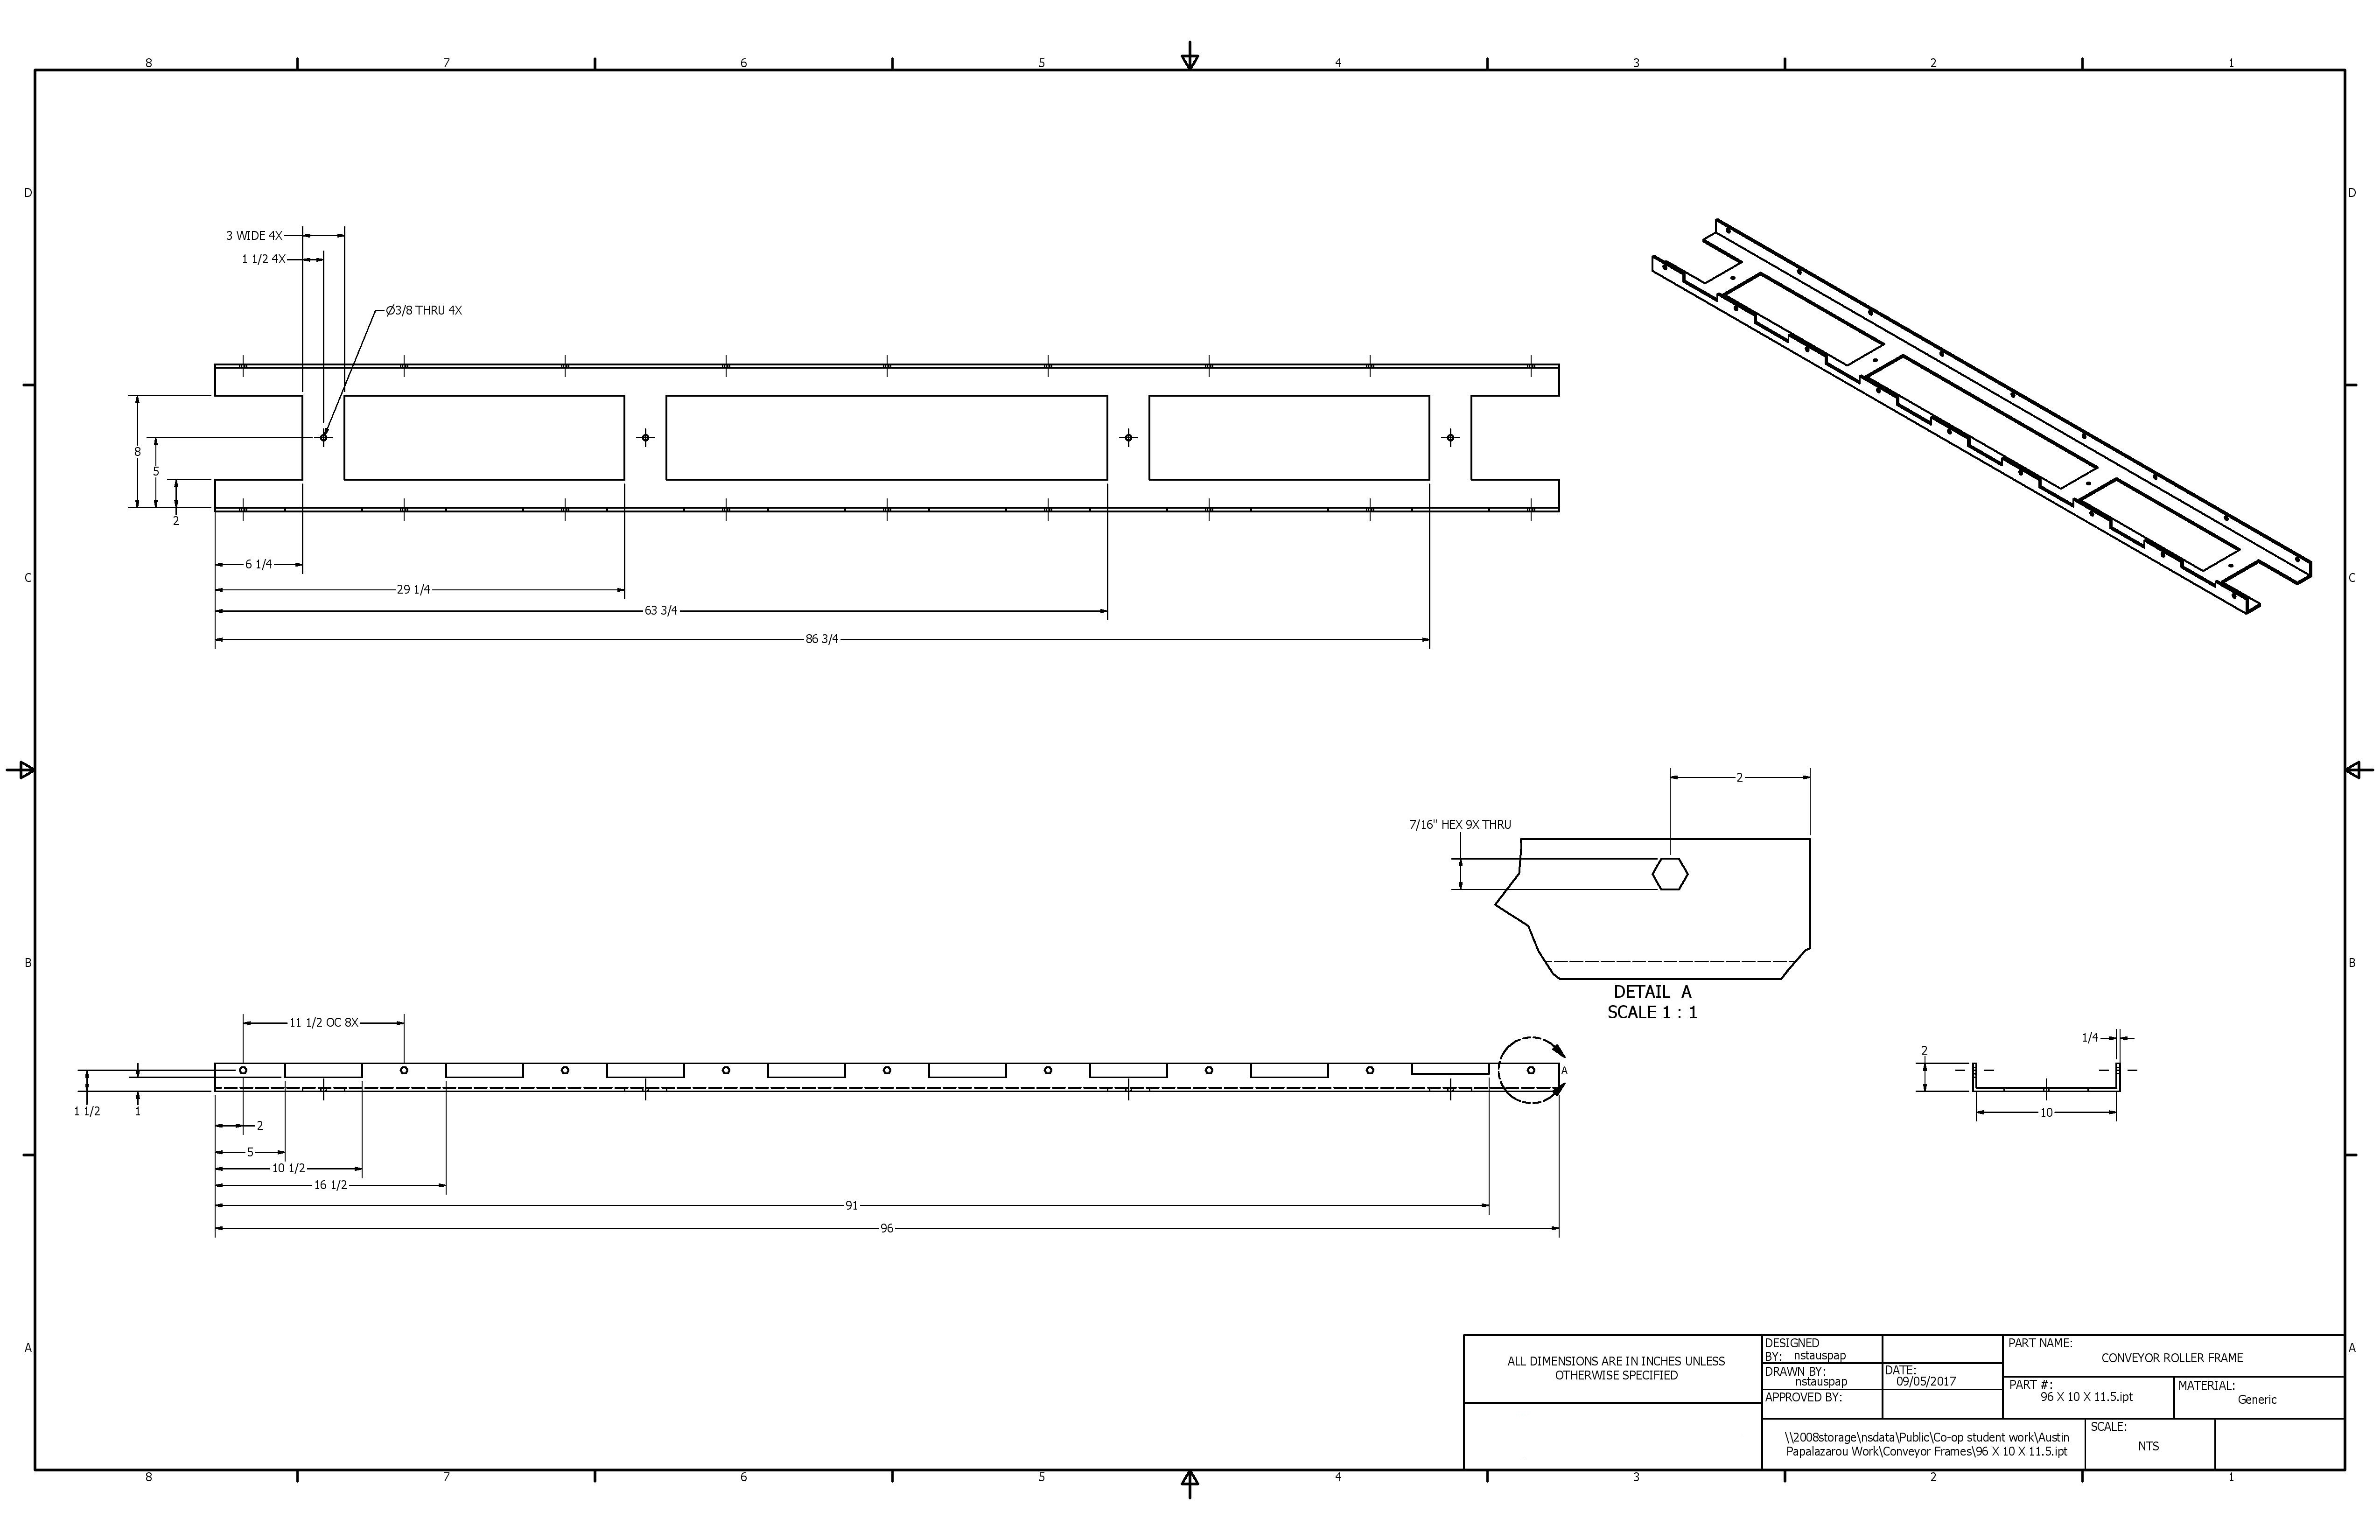 8 7 6 5 4 3 2 1
D D
3 WIDE 4X
1 1/2 4X
Ø3/8 THRU 4X
8
5
2
6 1/4
C C
29 1/4
63 3/4
86 3/4
2
7/16" HEX 9X THRU
B B
DETAIL A
SCALE 1 : 1
11 1/2 OC 8X
A
1 1/2
1
2
5
10 1/2
16 1/2
91
96
1/4
2
10
A A
ALL DIMENSIONS ARE IN INCHES UNLESS
OTHERWISE SPECIFIED
DESIGNED
BY: nstauspap
DRAWN BY:
nstauspap
DATE:
09/05/2017
APPROVED BY:
PART NAME:
CONVEYOR ROLLER FRAME
PART #:
96 X 10 X 11.5.ipt
MATERIAL:
Generic
\\2008storage\nsdata\Public\Co-op student work\Austin
Papalazarou Work\Conveyor Frames\96 X 10 X 11.5.ipt
SCALE:
NTS
8 7 6 5 4 3 2 1